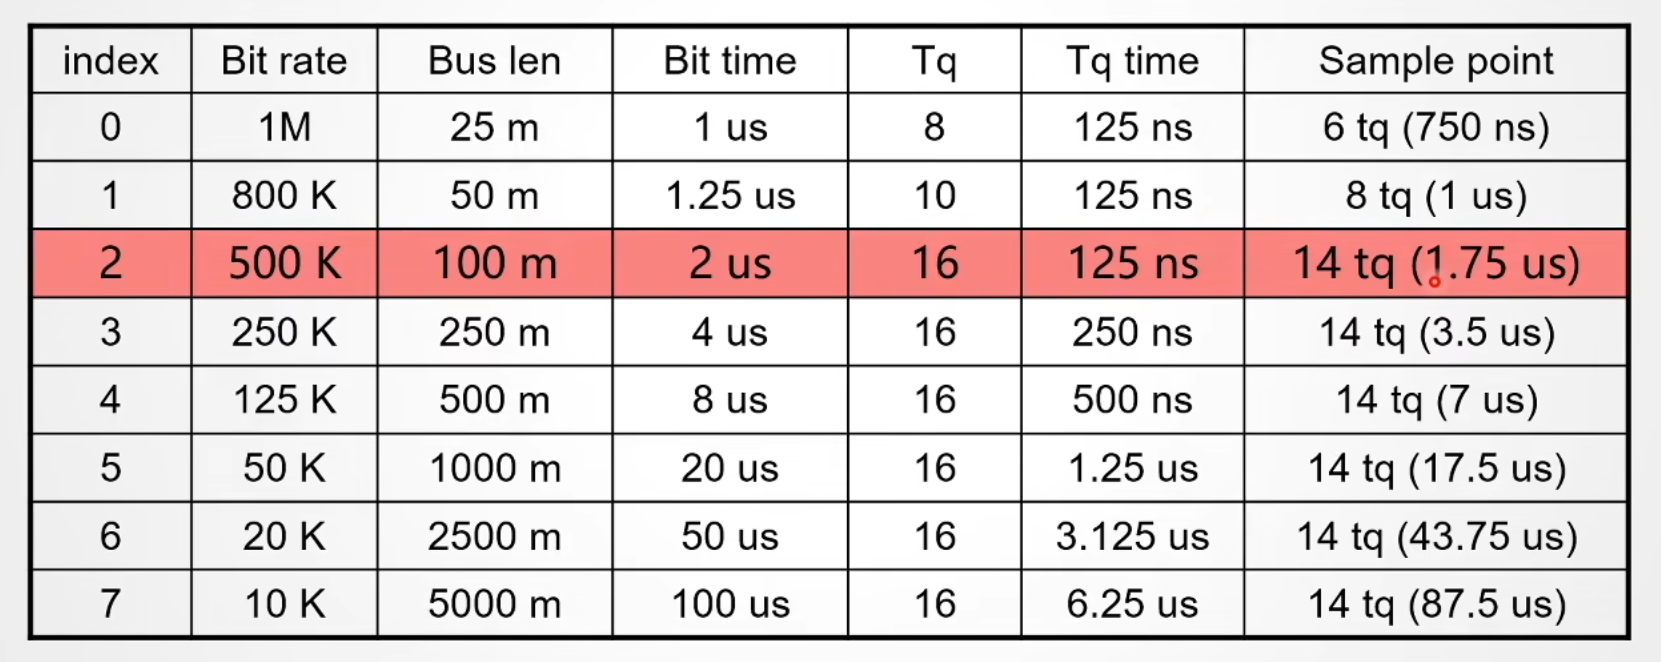 index Bit rate Bus len Bit time Tq Tq time Sample point
0 1M 25 m 1 us 8 125 ns 6 tq (750 ns)
1 800 K 50 m 1.25 us 10 125 ns 8 tq (1 us)
2 500 K 100 m 2 us 16 125 ns 14 tq (1.75 us)
3 250 K 250 m 4 us 16 250 ns 14 tq (3.5 us)
4 125 K 500 m 8 us 16 500 ns 14 tq (7 us)
5 50 K 1000 m 20 us 16 1.25 us 14 tq (17.5 us)
6 20 K 2500 m 50 us 16 3.125 us 14 tq (43.75 us)
7 10 K 5000 m 100 us 16 6.25 us 14 tq (87.5 us)